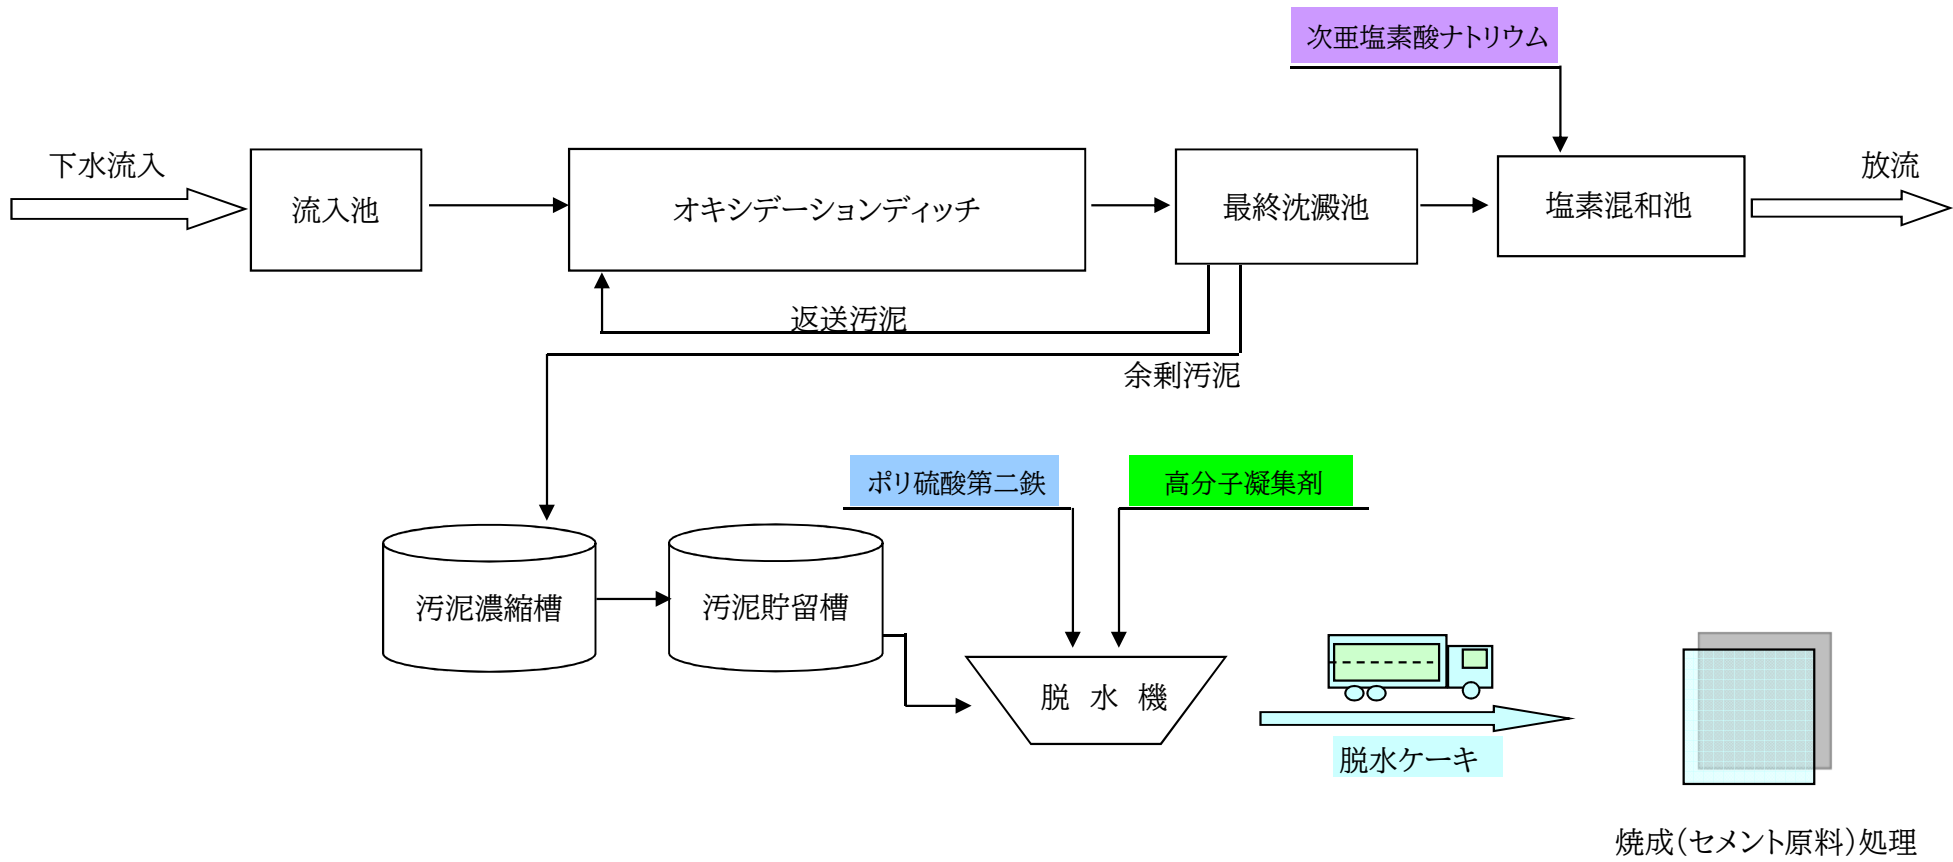 次亜塩素酸ナトリウム
下水流入
流入池
オキシデーションディッチ
最終沈澱池
塩素混和池
放流
返送汚泥
余剰汚泥
ポリ硫酸第二鉄
高分子凝集剤
汚泥濃縮槽
汚泥貯留槽
脱 水 機
脱水ケーキ
焼成(セメント原料)処理